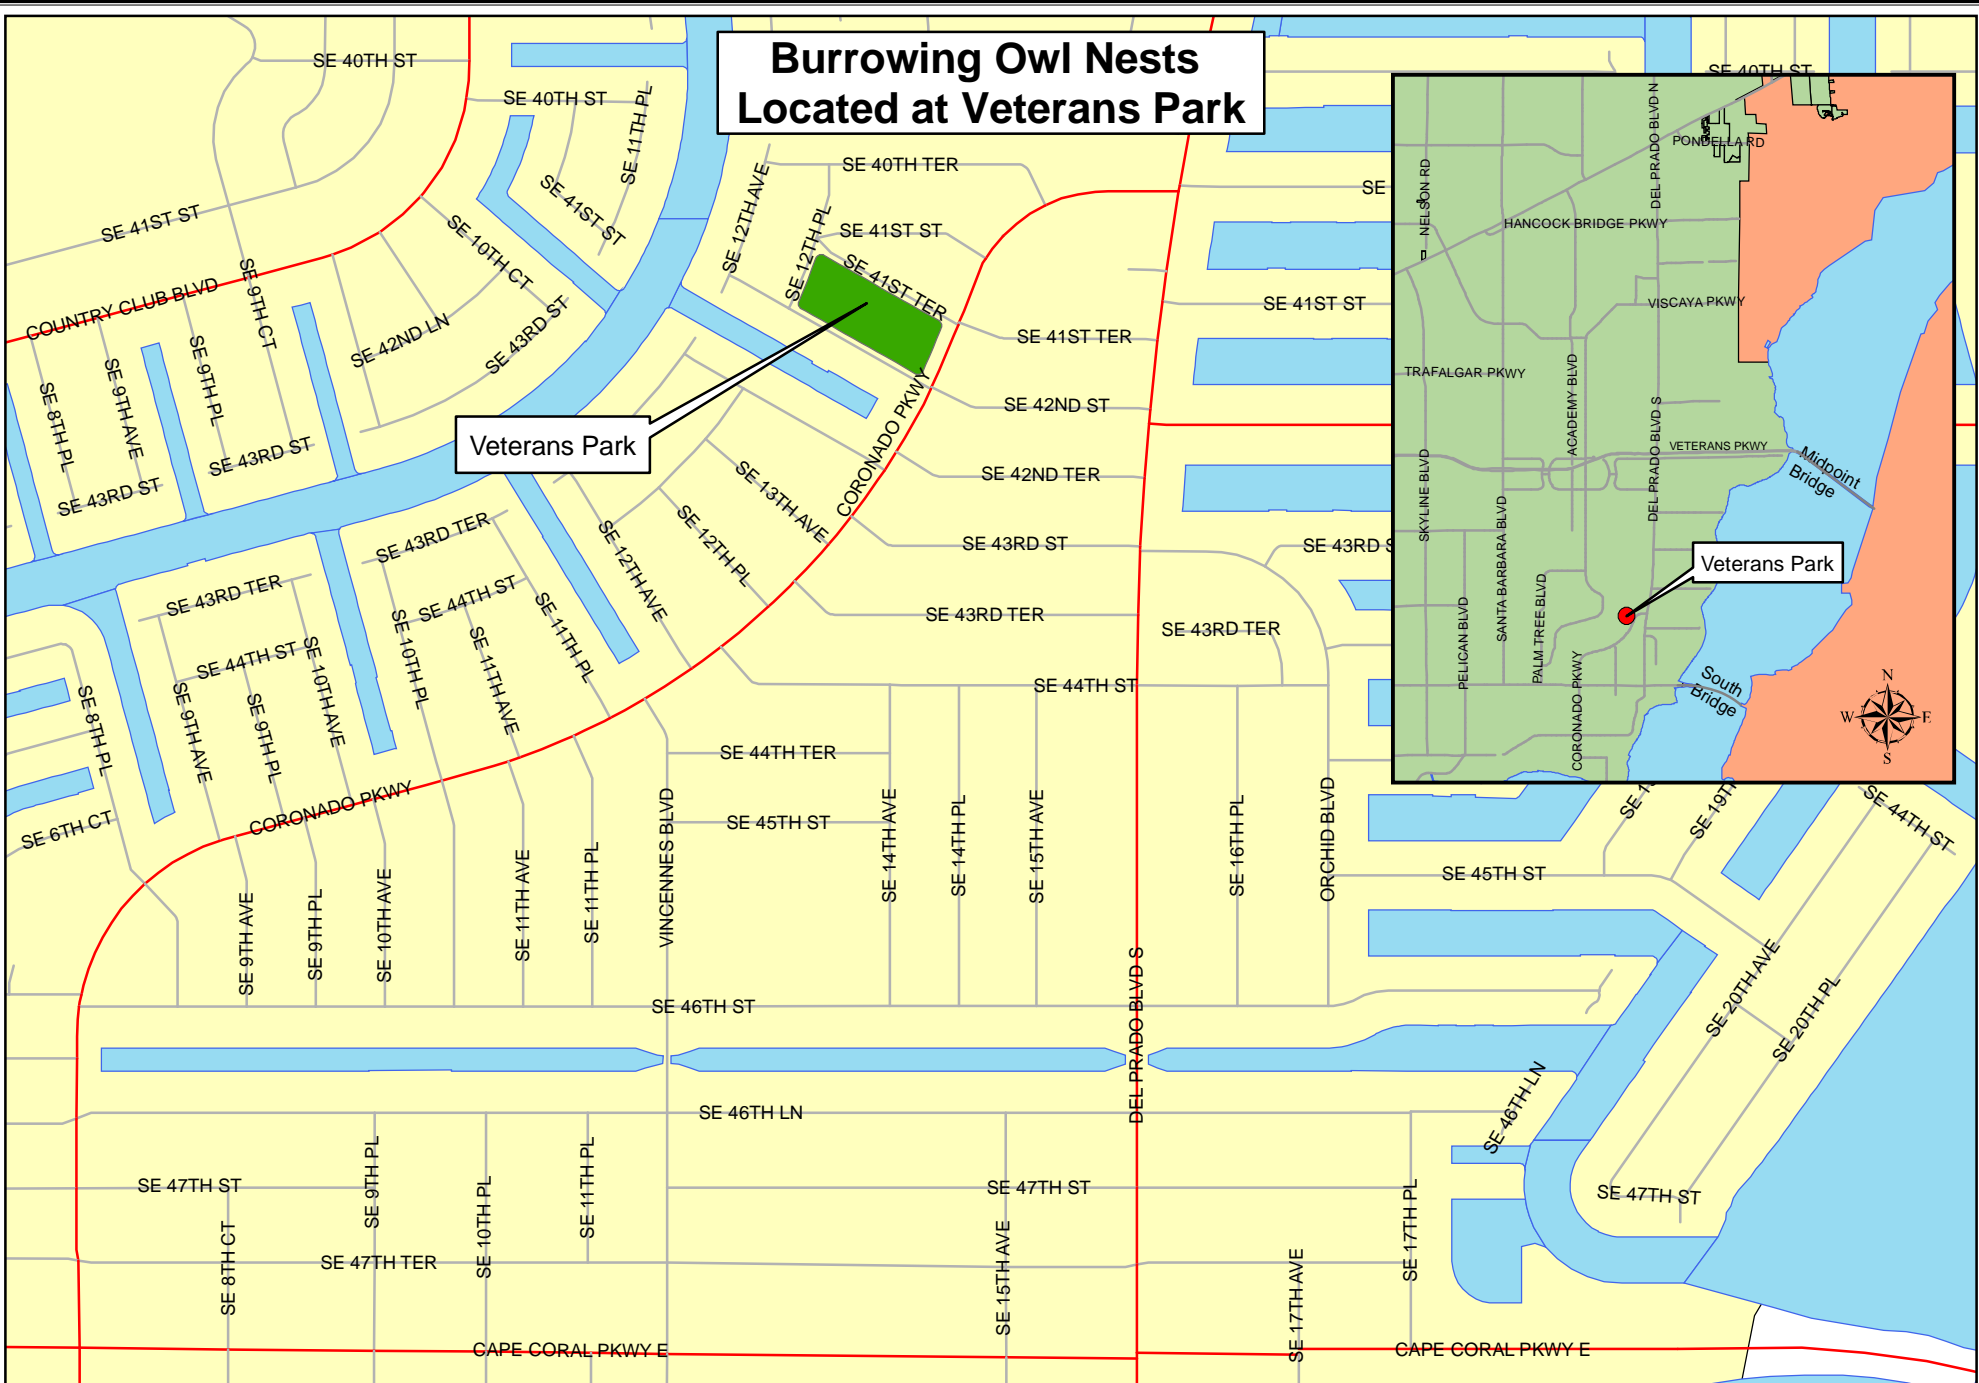 Burrowing Owl Nests
Located at Veterans Park
SE 40TH ST
SE 40TH ST
SE 11TH PL
SE 41ST ST
SE 41ST ST
SE 10TH CT
SE 9TH CT
COUNTRY CLUB BLVD
SE 42ND LN
SE 43RD ST
SE 8TH PL
SE 9TH AVE
SE 9TH PL
SE 43RD ST
SE 43RD ST
SE 12TH AVE
SE 40TH TER
SE 12TH PL
SE 41ST ST
SE 41ST TER
SE 41ST TER
SE 42ND ST
CORONADO PKWY
SE 42ND TER
Veterans Park
SE 13TH AVE
SE 12TH PL
SE 12TH AVE
SE 43RD ST
SE 43RD TER
SE 40TH ST
SE
SE 41ST ST
SE 43RD S
SE 43RD TER
SE 43RD TER
SE 43RD TER
SE 44TH ST
SE 44TH ST
SE 10TH PL
SE 11TH AVE
SE 11TH PL
SE 8TH PL
SE 9TH AVE
SE 9TH PL
SE 10TH AVE
SE 6TH CT
CORONADO PKWY
SE 44TH ST
SE 44TH TER
SE 45TH ST
VINCENNES BLVD
SE 9TH AVE
SE 9TH PL
SE 10TH AVE
SE 11TH AVE
SE 11TH PL
SE 14TH AVE
SE 14TH PL
SE 15TH AVE
SE 16TH PL
ORCHID BLVD
SE 19TH
SE 44TH ST
SE 45TH ST
SE 20TH AVE
SE 20TH PL
SE 46TH ST
DEL PRADO BLVD S
SE 46TH LN
SE 46TH LN
SE 47TH ST
SE 9TH PL
SE 10TH PL
SE 11TH PL
SE 47TH ST
SE 17TH PL
SE 47TH ST
SE 8TH CT
SE 47TH TER
SE 15TH AVE
SE 17TH AVE
CAPE CORAL PKWY E
CAPE CORAL PKWY E
DEL PRADO BLVD N
PONDELLA RD
NELSON RD
HANCOCK BRIDGE PKWY
VISCAYA PKWY
TRAFALGAR PKWY
ACADEMY BLVD
DEL PRADO BLVD S
VETERANS PKWY
Midpoint
Bridge
SKYLINE BLVD
SANTA BARBARA BLVD
Veterans Park
PELICAN BLVD
PALM TREE BLVD
CORONADO PKWY
South
Bridge
N
W
E
S